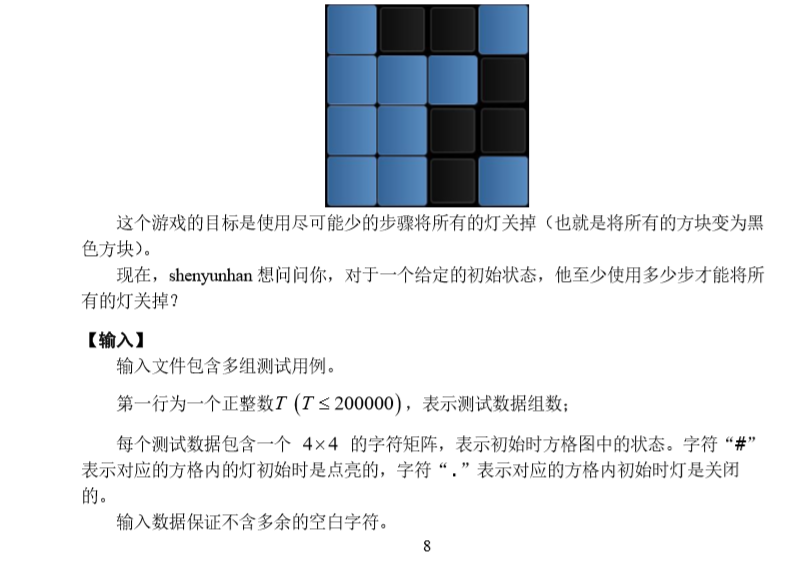 这个游戏的目标是使用尽可能少的步骤将所有的灯关掉（也就是将所有的方块变为黑
色方块）。
现在，shenyunhan 想问问你，对于一个给定的初始状态，他至少使用多少步才能将所
有的灯关掉？
【输入】
输入文件包含多组测试用例。
第一行为一个正整数T (T ≤ 200000)，表示测试数据组数；
每个测试数据包含一个 4×4 的字符矩阵，表示初始时方格图中的状态。字符“#”
表示对应的方格内的灯初始时是点亮的，字符“.”表示对应的方格内初始时灯是关闭
的。
输入数据保证不含多余的空白字符。
8